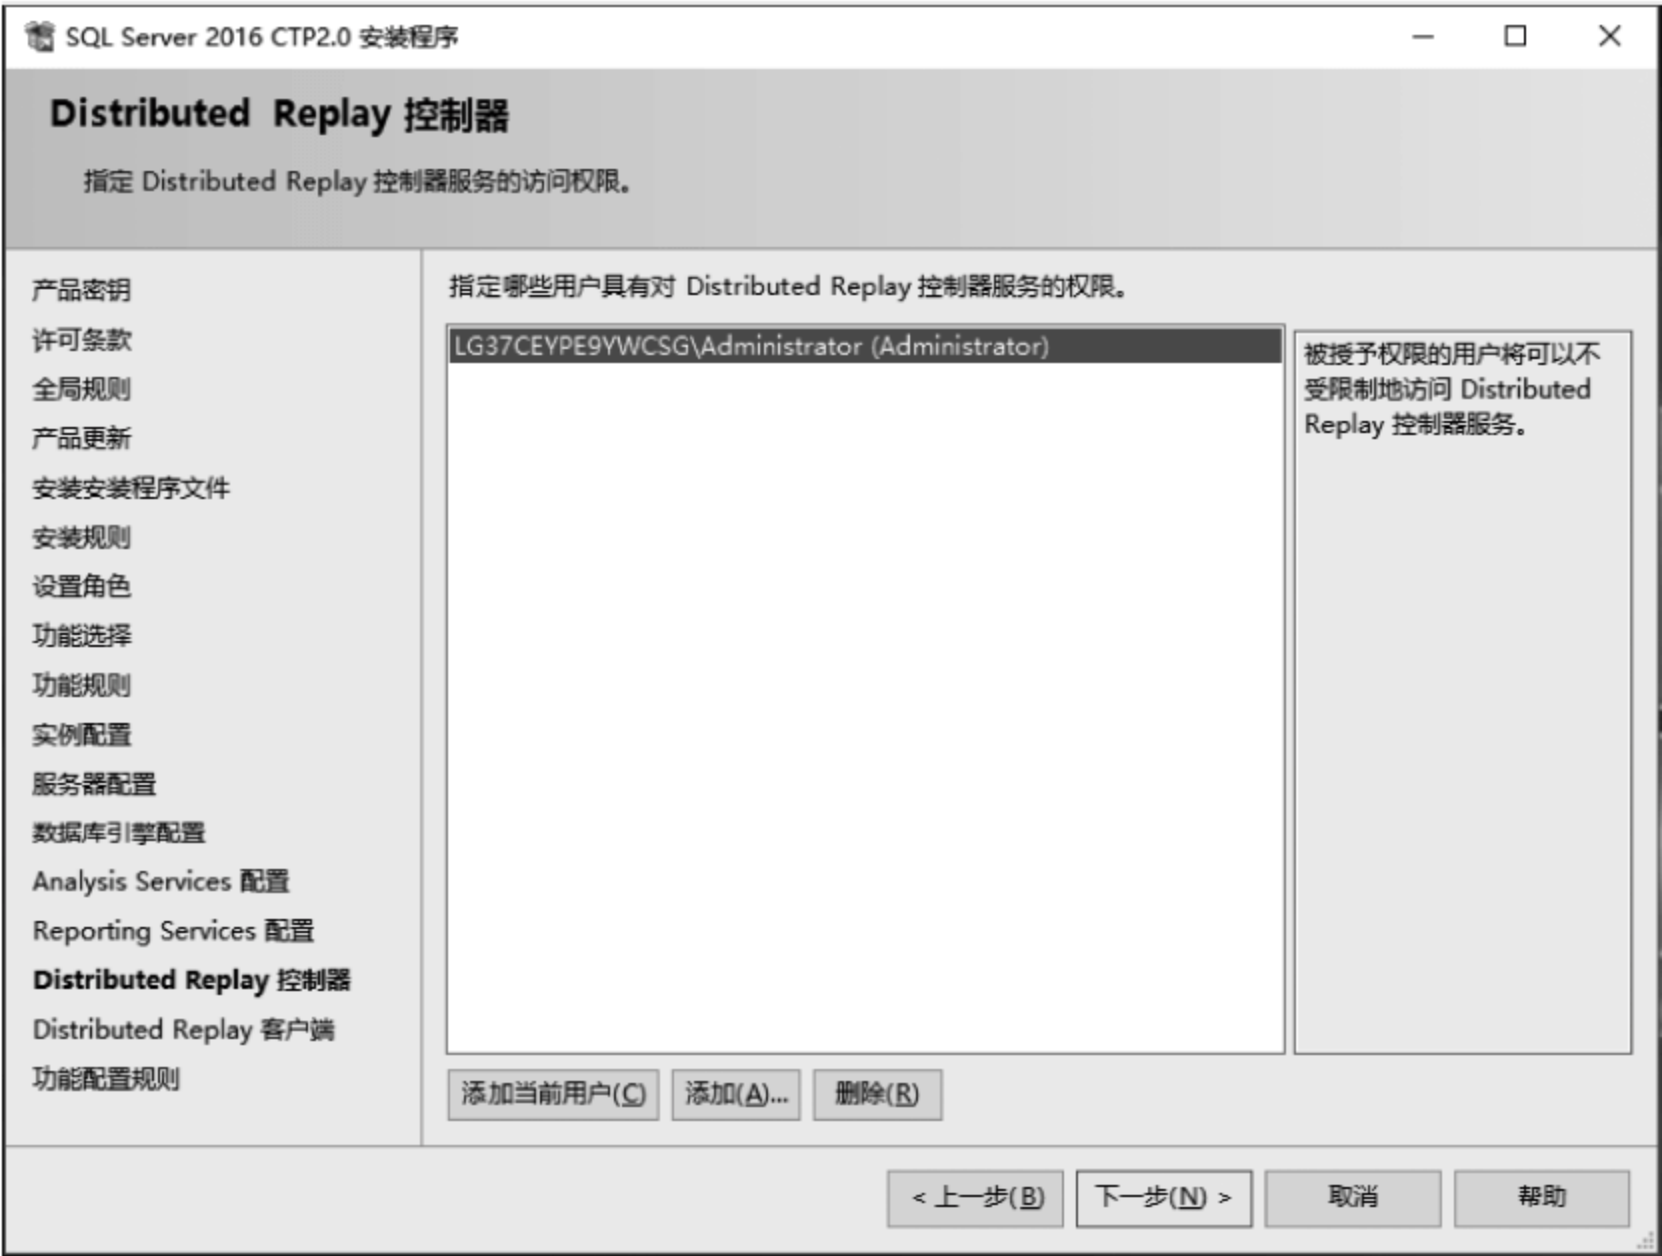 SQL Server 2016 CTP2.0 安装程序
Distributed Replay 控制器
指定 Distributed Replay 控制器服务的访问权限。
产品密钥
许可条款
全局规则
产品更新
安装安装程序文件
安装规则
设置角色
功能选择
功能规则
实例配置
服务器配置
数据库引擎配置
Analysis Services 配置
Reporting Services 配置
Distributed Replay 控制器
Distributed Replay 客户端
功能配置规则
指定哪些用户具有对 Distributed Replay 控制器服务的权限。
LG37CEYPE9YWCSG\Administrator (Administrator)
被授予权限的用户将可以不
受限制地访问 Distributed
Replay 控制器服务。
添加当前用户(C) 添加(A)... 删除(R)
< 上一步(B) 下一步(N) > 取消 帮助